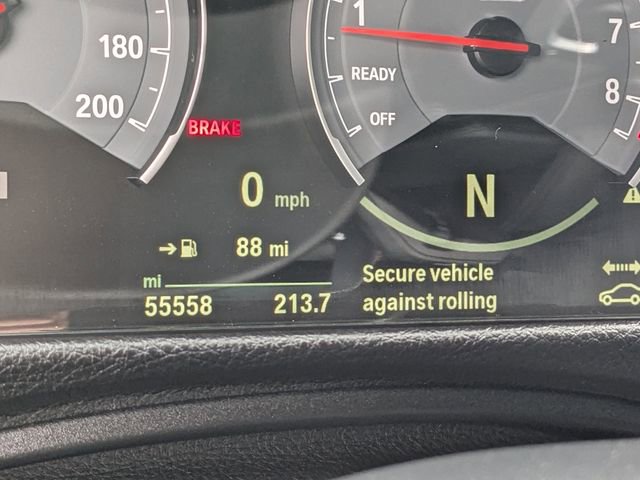 180
200
BRAKE
1
READY
OFF
7
8
0 mph
N
88 mi
mi
55558 213.7
Secure vehicle
against rolling